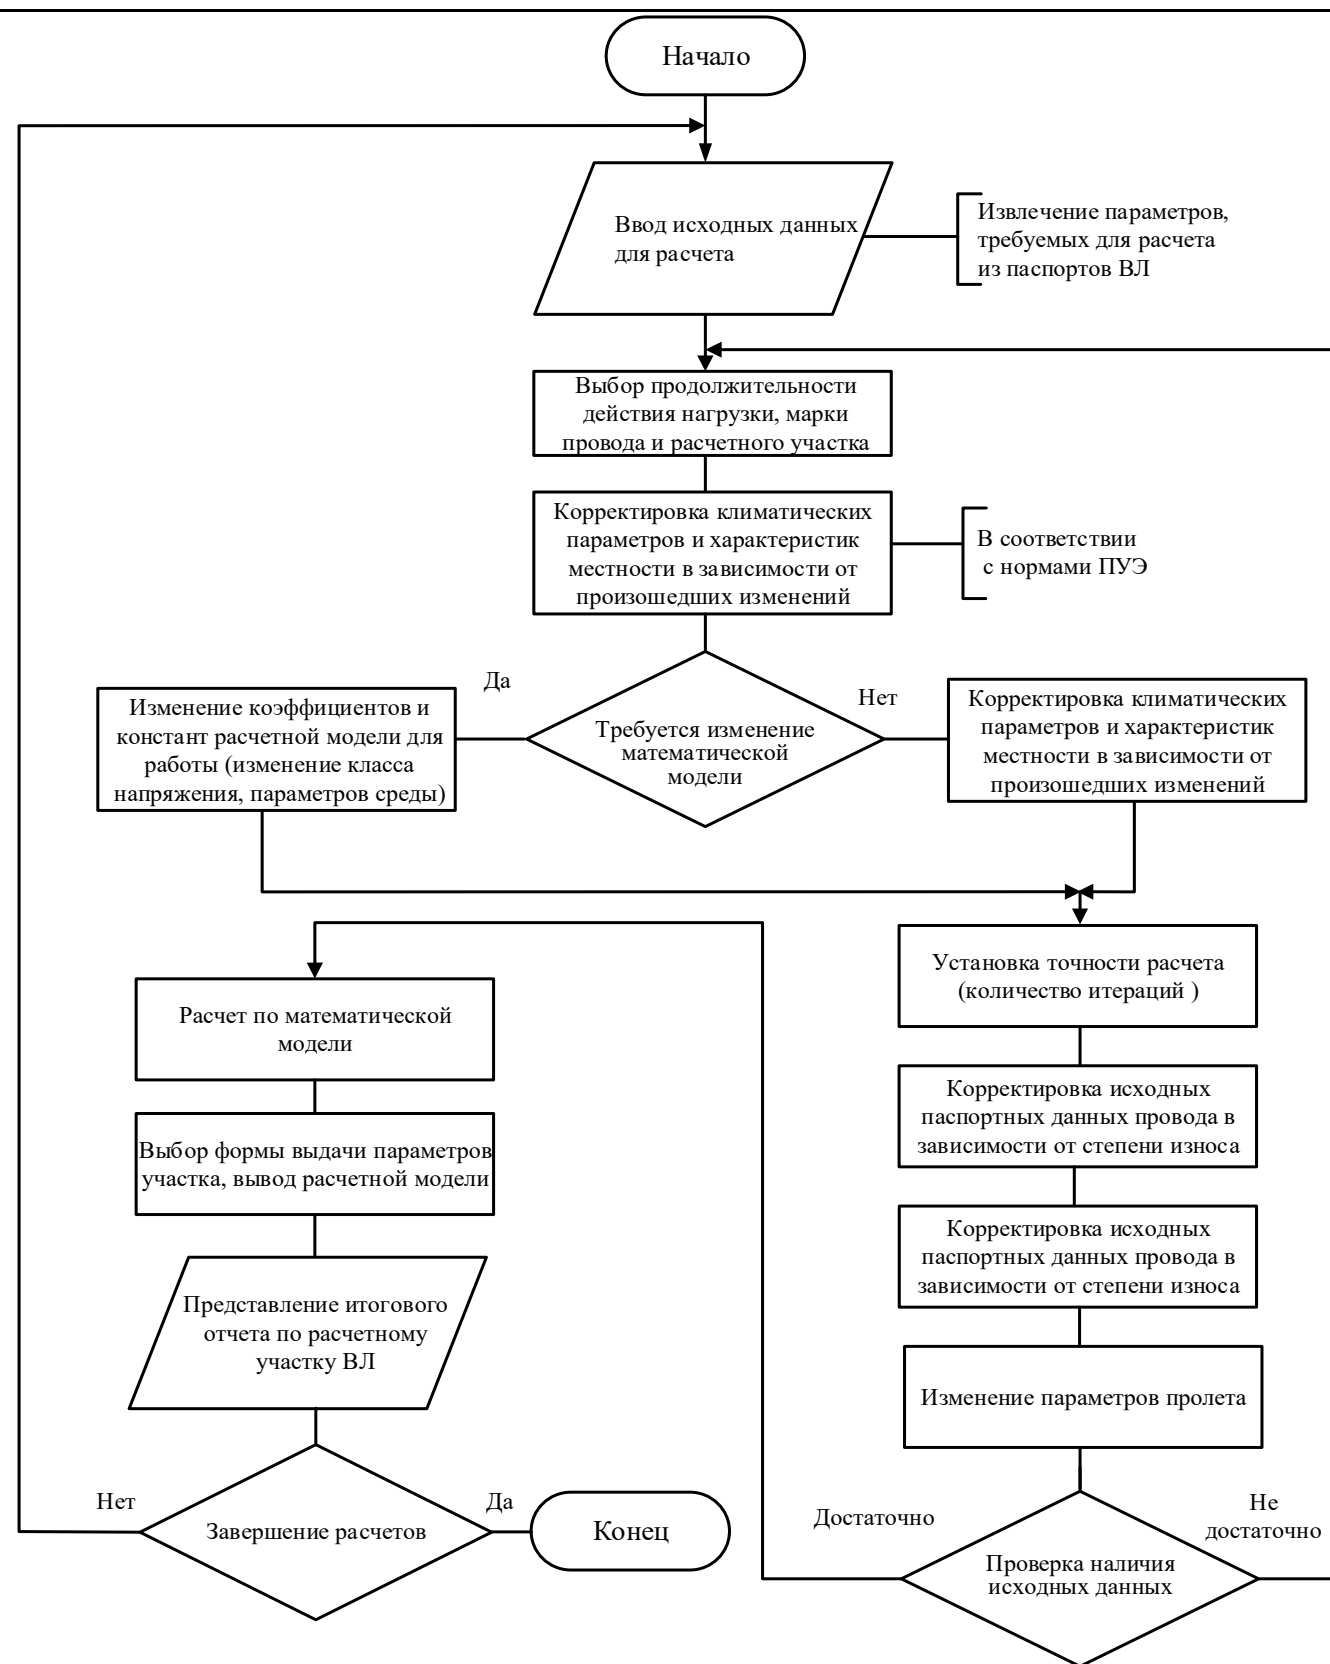 Начало
Ввод исходных данных
для расчета
Извлечение параметров,
требуемых для расчета
из паспортов ВЛ
Выбор продолжительности
действия нагрузки, марки
провода и расчетного участка
Корректировка климатических
параметров и характеристик
местности в зависимости от
произошедших изменений
В соответствии
с нормами ПУЭ
Да
Нет
Изменение коэффициентов и
констант расчетной модели для
работы (изменение класса
напряжения, параметров среды)
Требуется изменение
математической
модели
Корректировка климатических
параметров и характеристик
местности в зависимости от
произошедших изменений
Установка точности расчета
(количество итераций )
Расчет по математической
модели
Корректировка исходных
паспортных данных провода в
зависимости от степени износа
Выбор формы выдачи параметров
участка, вывод расчетной модели
Корректировка исходных
паспортных данных провода в
зависимости от степени износа
Представление итогового
отчета по расчетному
участку ВЛ
Изменение параметров пролета
Нет
Завершение расчетов
Да
Конец
Достаточно
Не
достаточно
Проверка наличия
исходных данных